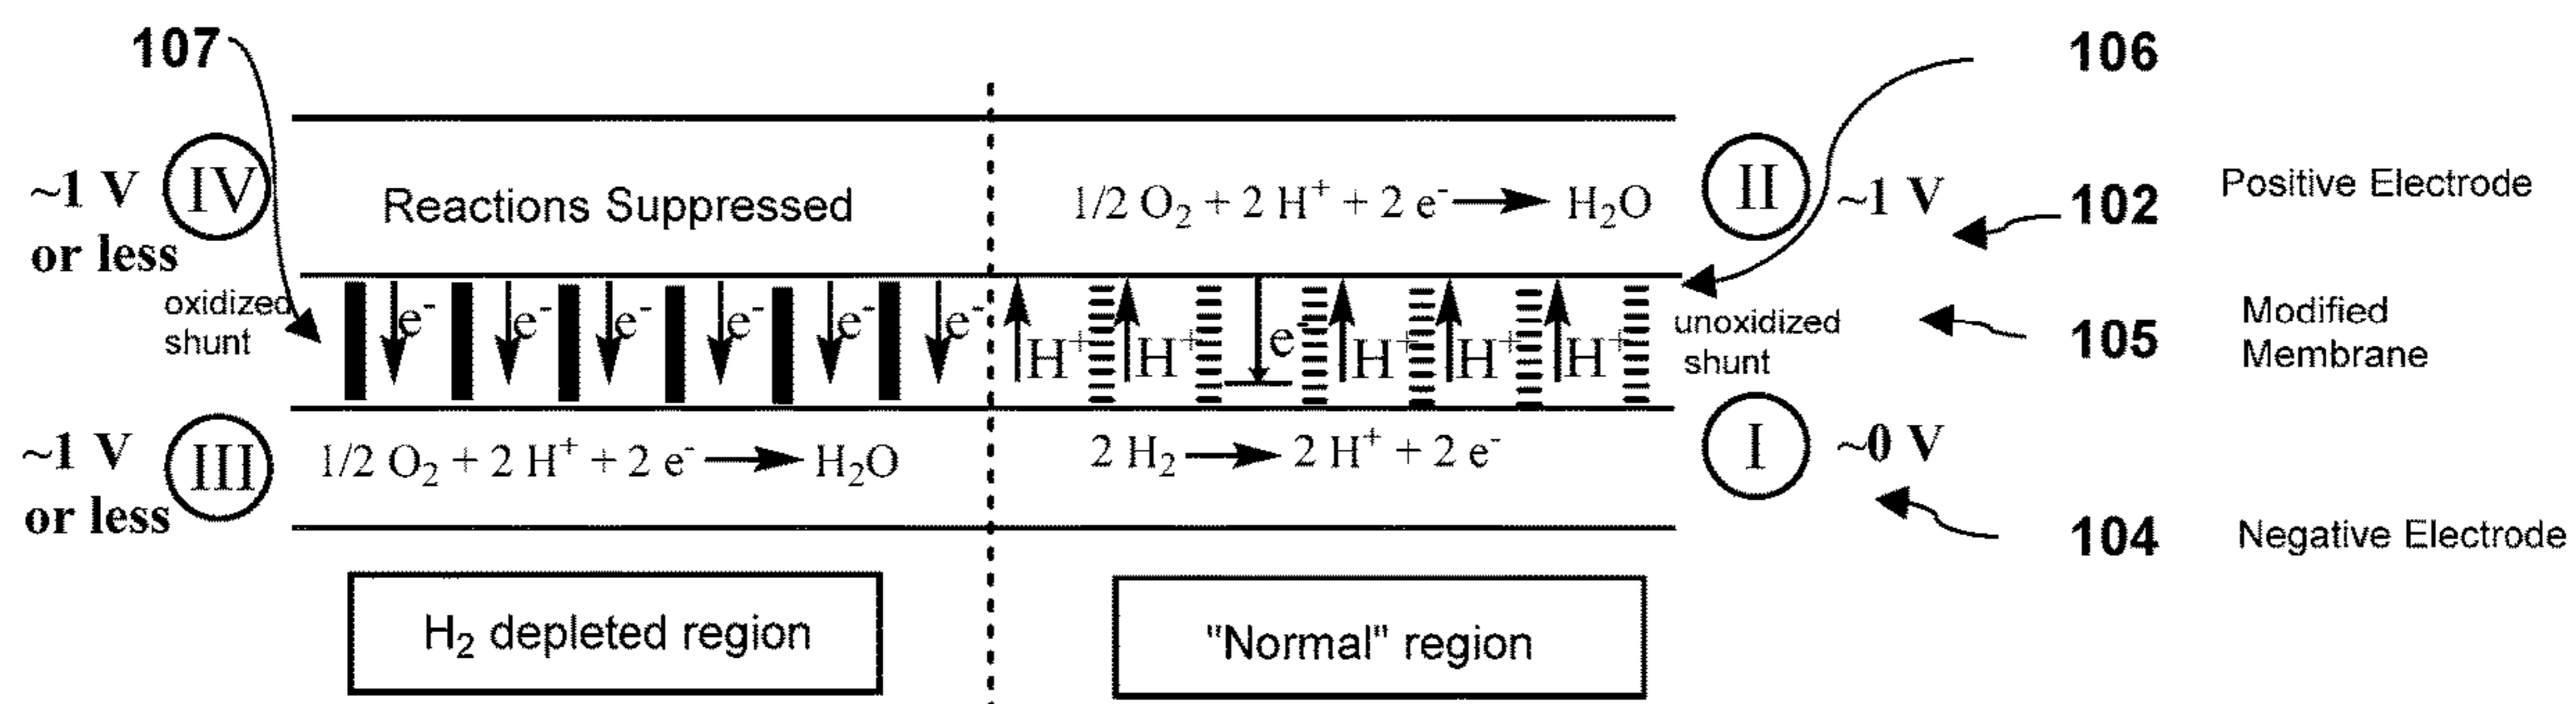 107
106
~1 V
or less
IV
Reactions Suppressed
1/2 O₂ + 2 H⁺ + 2 e⁻ → H₂O
II
~1 V
102
Positive Electrode
oxidized
shunt
e⁻ e⁻ e⁻ e⁻ e⁻ e⁻
H⁺ H⁺ e⁻ H⁺ H⁺ H⁺
unoxidized
shunt
105
Modified
Membrane
~1 V
or less
III
1/2 O₂ + 2 H⁺ + 2 e⁻ → H₂O
2 H₂ → 2 H⁺ + 2 e⁻
I
~0 V
104
Negative Electrode
H₂ depleted region
"Normal" region